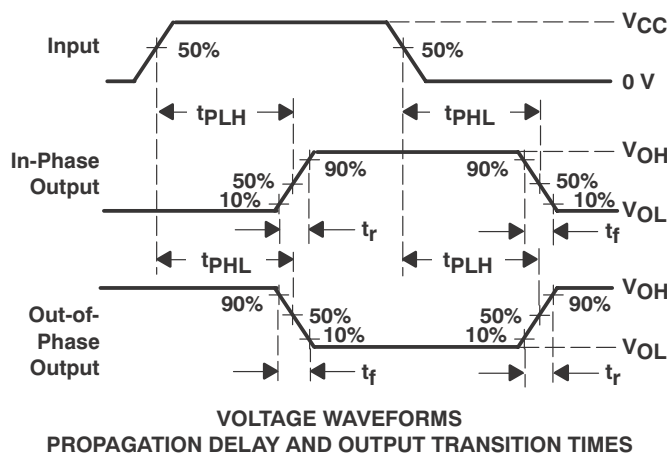 VCC
Input
50%
50%
0 V
tPLH
tPHL
In-Phase
Output
VOH
90%
90%
50%
50%
10%
10%
VOL
tr
tf
tPHL
tPLH
Out-of-
Phase
Output
VOH
90%
90%
50%
50%
10%
10%
VOL
tf
tr
VOLTAGE WAVEFORMS
PROPAGATION DELAY AND OUTPUT TRANSITION TIMES